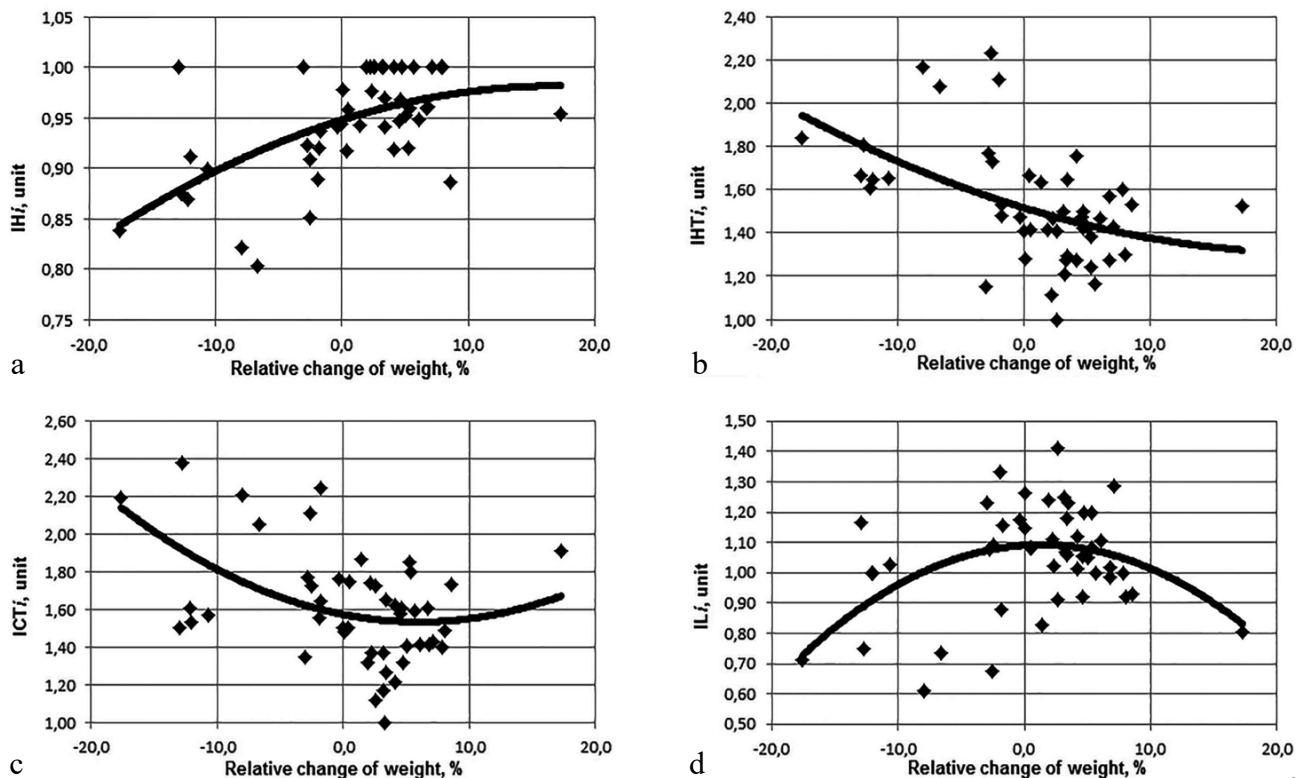 1,05
1,00
0,95
0,90
0,85
0,80
0,75
-20,0 -10,0 0,0 10,0 20,0
IHi, unit
Relative change of weight, %
a
2,40
2,20
2,00
1,80
1,60
1,40
1,20
1,00
-20,0 -10,0 0,0 10,0 20,0
IHTi, unit
Relative change of weight, %
b
2,60
2,40
2,20
2,00
1,80
1,60
1,40
1,20
1,00
-20,0 -10,0 0,0 10,0 20,0
ICTi, unit
Relative change of weight, %
c
1,50
1,40
1,30
1,20
1,10
1,00
0,90
0,80
0,70
0,60
0,50
-20,0 -10,0 0,0 10,0 20,0
ILi, unit
Relative change of weight, %
d